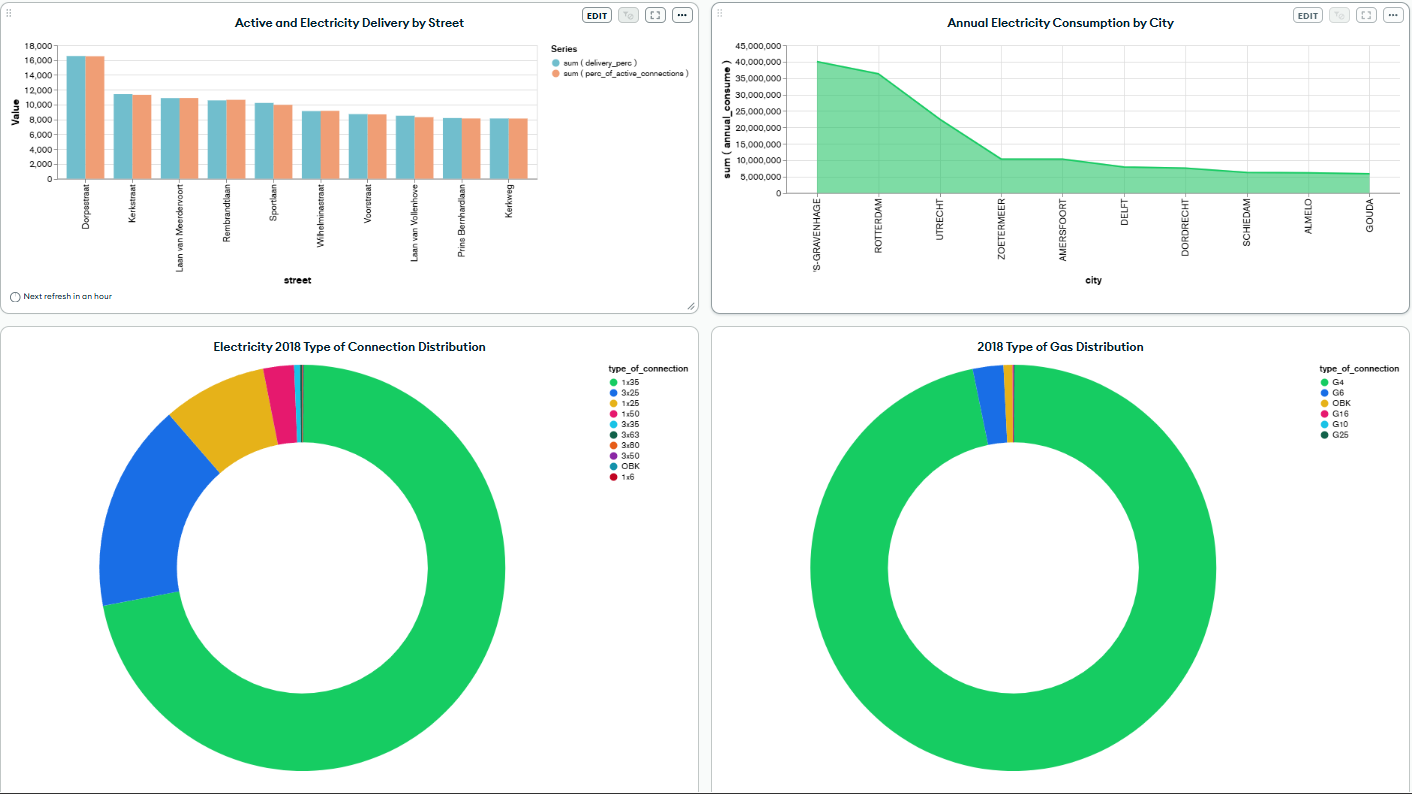 Active and Electricity Delivery by Street
EDIT
18,000
16,000
14,000
12,000
10,000
8,000
6,000
4,000
2,000
0
Value
Dorpsstraat
Kerkstraat
Laan van Meerdervoort
Rembrandtlaan
Sportlaan
Wilhelminastraat
Voorstraat
Laan van Vollenhove
Prins Bernhardlaan
Kerkweg
street
Series
sum ( delivery_perc )
sum ( perc_of_active_connections )
Next refresh in an hour
Annual Electricity Consumption by City
EDIT
45,000,000
40,000,000
35,000,000
30,000,000
25,000,000
20,000,000
15,000,000
10,000,000
5,000,000
0
sum ( annual_consume )
'S-GRAVENHAGE
ROTTERDAM
UTRECHT
ZOETERMEER
AMERSFOORT
DELFT
DORDRECHT
SCHIEDAM
ALMELO
GOUDA
city
Electricity 2018 Type of Connection Distribution
type_of_connection
1x35
3x25
1x25
1x50
3x35
3x63
3x80
3x50
OBK
1x6
2018 Type of Gas Distribution
type_of_connection
G4
G6
OBK
G16
G10
G25